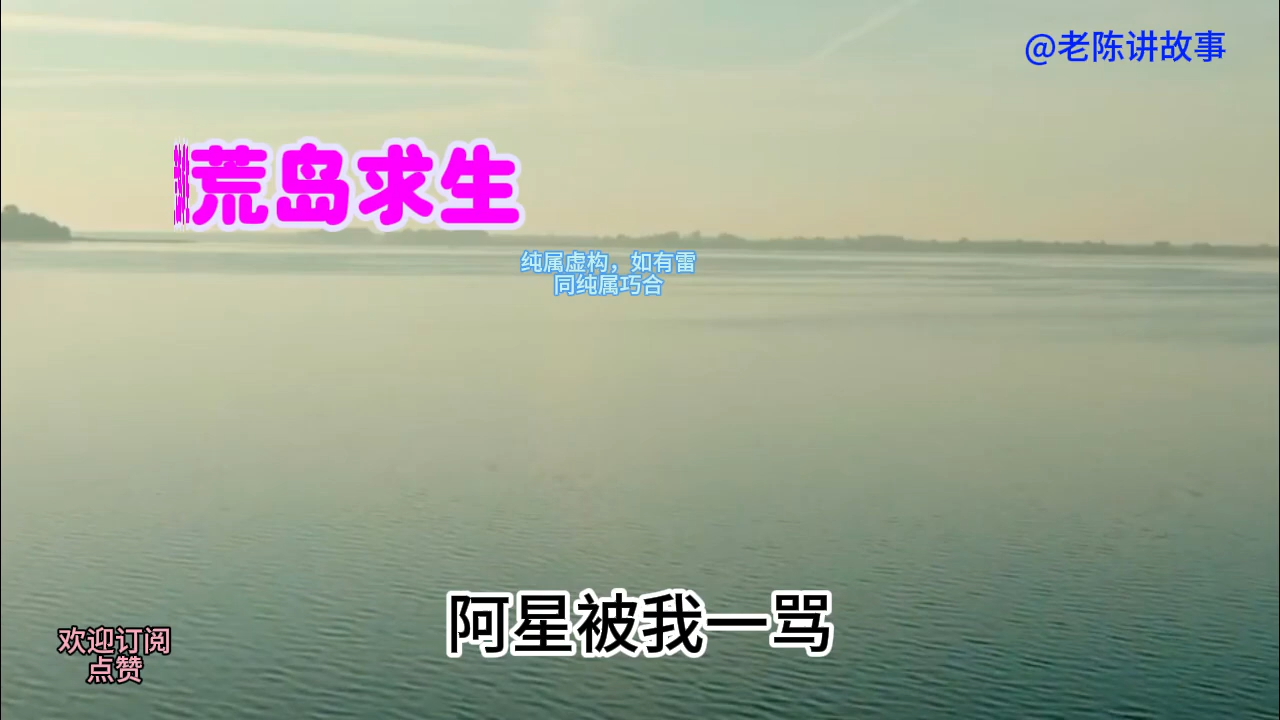 @老陈讲故事
荒岛求生
纯属虚构，如有雷
同纯属巧合
阿星被我一骂
欢迎订阅
点赞